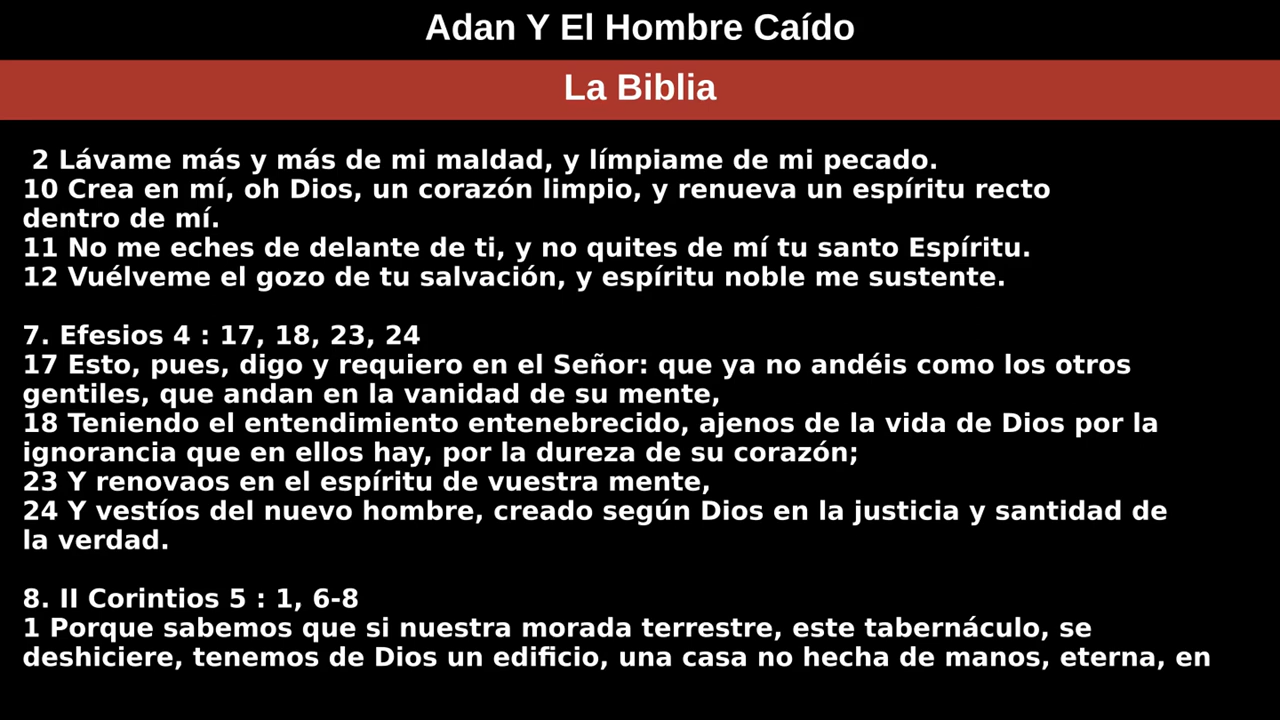 Adan Y El Hombre Caído
La Biblia
2 Lávame más y más de mi maldad, y límpiame de mi pecado.
10 Crea en mí, oh Dios, un corazón limpio, y renueva un espíritu recto
dentro de mí.
11 No me eches de delante de ti, y no quites de mí tu santo Espíritu.
12 Vuélveme el gozo de tu salvación, y espíritu noble me sustente.
7. Efesios 4 : 17, 18, 23, 24
17 Esto, pues, digo y requiero en el Señor: que ya no andéis como los otros
gentiles, que andan en la vanidad de su mente,
18 Teniendo el entendimiento entenebrecido, ajenos de la vida de Dios por la
ignorancia que en ellos hay, por la dureza de su corazón;
23 Y renovaos en el espíritu de vuestra mente,
24 Y vestíos del nuevo hombre, creado según Dios en la justicia y santidad de
la verdad.
8. II Corintios 5 : 1, 6-8
1 Porque sabemos que si nuestra morada terrestre, este tabernáculo, se
deshiciere, tenemos de Dios un edificio, una casa no hecha de manos, eterna, en